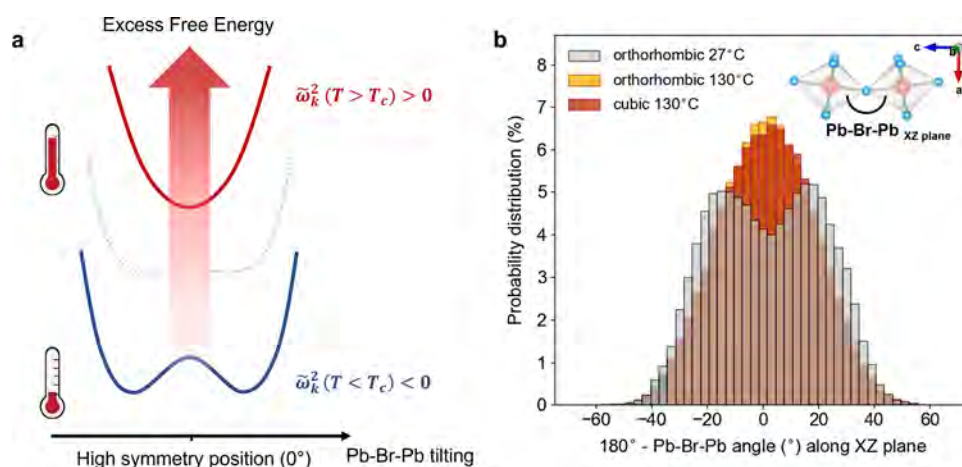 a
Excess Free Energy
ω̃²ₖ (T > T_c) > 0
ω̃²ₖ (T < T_c) < 0
High symmetry position (0°)
Pb-Br-Pb tilting
b
orthorhombic 27°C
orthorhombic 130°C
cubic 130°C
c
b
a
Pb-Br-Pb XZ plane
Probability distribution (%)
8
7
6
5
4
3
2
1
0
−60 −40 −20 0 20 40 60
180° - Pb-Br-Pb angle (°) along XZ plane